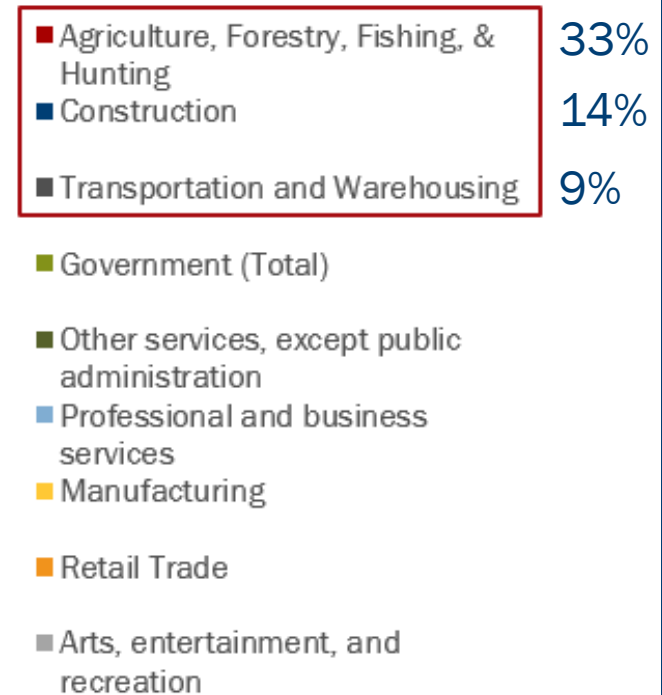 Agriculture, Forestry, Fishing, & 33%
Hunting
Construction 14%
Transportation and Warehousing 9%
Government (Total)
Other services, except public
administration
Professional and business
services
Manufacturing
Retail Trade
Arts, entertainment, and
recreation